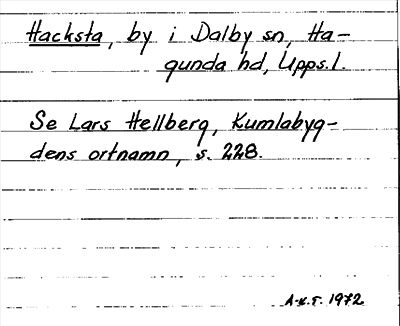 Hacksta, by i Dalby sn, Ha-
gunda hd, Upps.l.
Se Lars Hellberg, Kumlabyg-
dens ortnamn, s. 228.
A-K.T. 1972